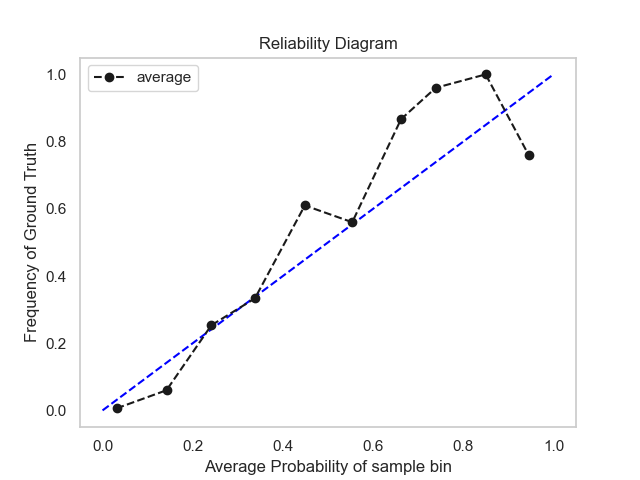 Reliability Diagram
average
Frequency of Ground Truth
1.0
0.8
0.6
0.4
0.2
0.0
0.0 0.2 0.4 0.6 0.8 1.0
Average Probability of sample bin